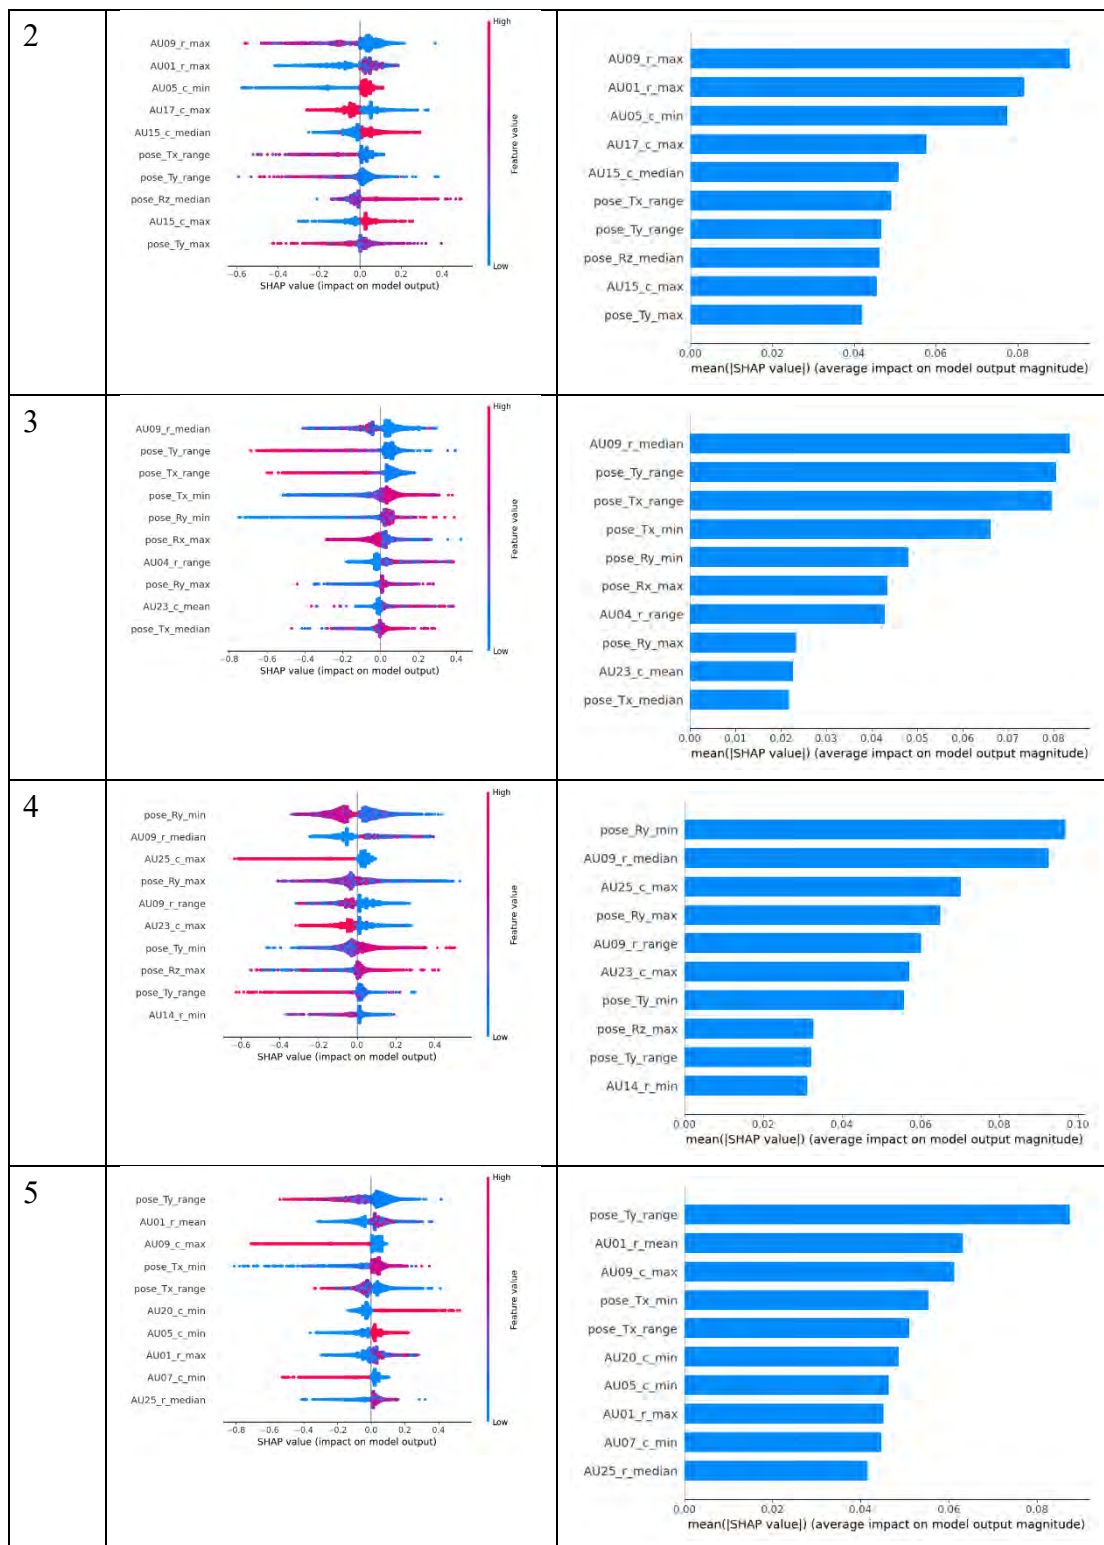 2
High
AU09_r_max
AU01_r_max
AU05_c_min
AU17_c_max
AU15_c_median
pose_Tx_range
pose_Ty_range
pose_Rz_median
AU15_c_max
pose_Ty_max
Feature value
Low
−0.6 −0.4 −0.2 0.0 0.2 0.4
SHAP value (impact on model output)
AU09_r_max
AU01_r_max
AU05_c_min
AU17_c_max
AU15_c_median
pose_Tx_range
pose_Ty_range
pose_Rz_median
AU15_c_max
pose_Ty_max
0.00 0.02 0.04 0.06 0.08
mean(|SHAP value|) (average impact on model output magnitude)
3
High
AU09_r_median
pose_Ty_range
pose_Tx_range
pose_Tx_min
pose_Ry_min
pose_Rx_max
AU04_r_range
pose_Ry_max
AU23_c_mean
pose_Tx_median
Feature value
Low
−0.8 −0.6 −0.4 −0.2 0.0 0.2 0.4
SHAP value (impact on model output)
AU09_r_median
pose_Ty_range
pose_Tx_range
pose_Tx_min
pose_Ry_min
pose_Rx_max
AU04_r_range
pose_Ry_max
AU23_c_mean
pose_Tx_median
0.00 0.01 0.02 0.03 0.04 0.05 0.06 0.07 0.08
mean(|SHAP value|) (average impact on model output magnitude)
4
High
pose_Ry_min
AU09_r_median
AU25_c_max
pose_Ry_max
AU09_r_range
AU23_c_max
pose_Ty_min
pose_Rz_max
pose_Ty_range
AU14_r_min
Feature value
Low
−0.6 −0.4 −0.2 0.0 0.2 0.4
SHAP value (impact on model output)
pose_Ry_min
AU09_r_median
AU25_c_max
pose_Ry_max
AU09_r_range
AU23_c_max
pose_Ty_min
pose_Rz_max
pose_Ty_range
AU14_r_min
0.00 0.02 0.04 0.06 0.08 0.10
mean(|SHAP value|) (average impact on model output magnitude)
5
High
pose_Ty_range
AU01_r_mean
AU09_c_max
pose_Tx_min
pose_Tx_range
AU20_c_min
AU05_c_min
AU01_r_max
AU07_c_min
AU25_r_median
Feature value
Low
−0.8 −0.6 −0.4 −0.2 0.0 0.2 0.4
SHAP value (impact on model output)
pose_Ty_range
AU01_r_mean
AU09_c_max
pose_Tx_min
pose_Tx_range
AU20_c_min
AU05_c_min
AU01_r_max
AU07_c_min
AU25_r_median
0.00 0.02 0.04 0.06 0.08
mean(|SHAP value|) (average impact on model output magnitude)